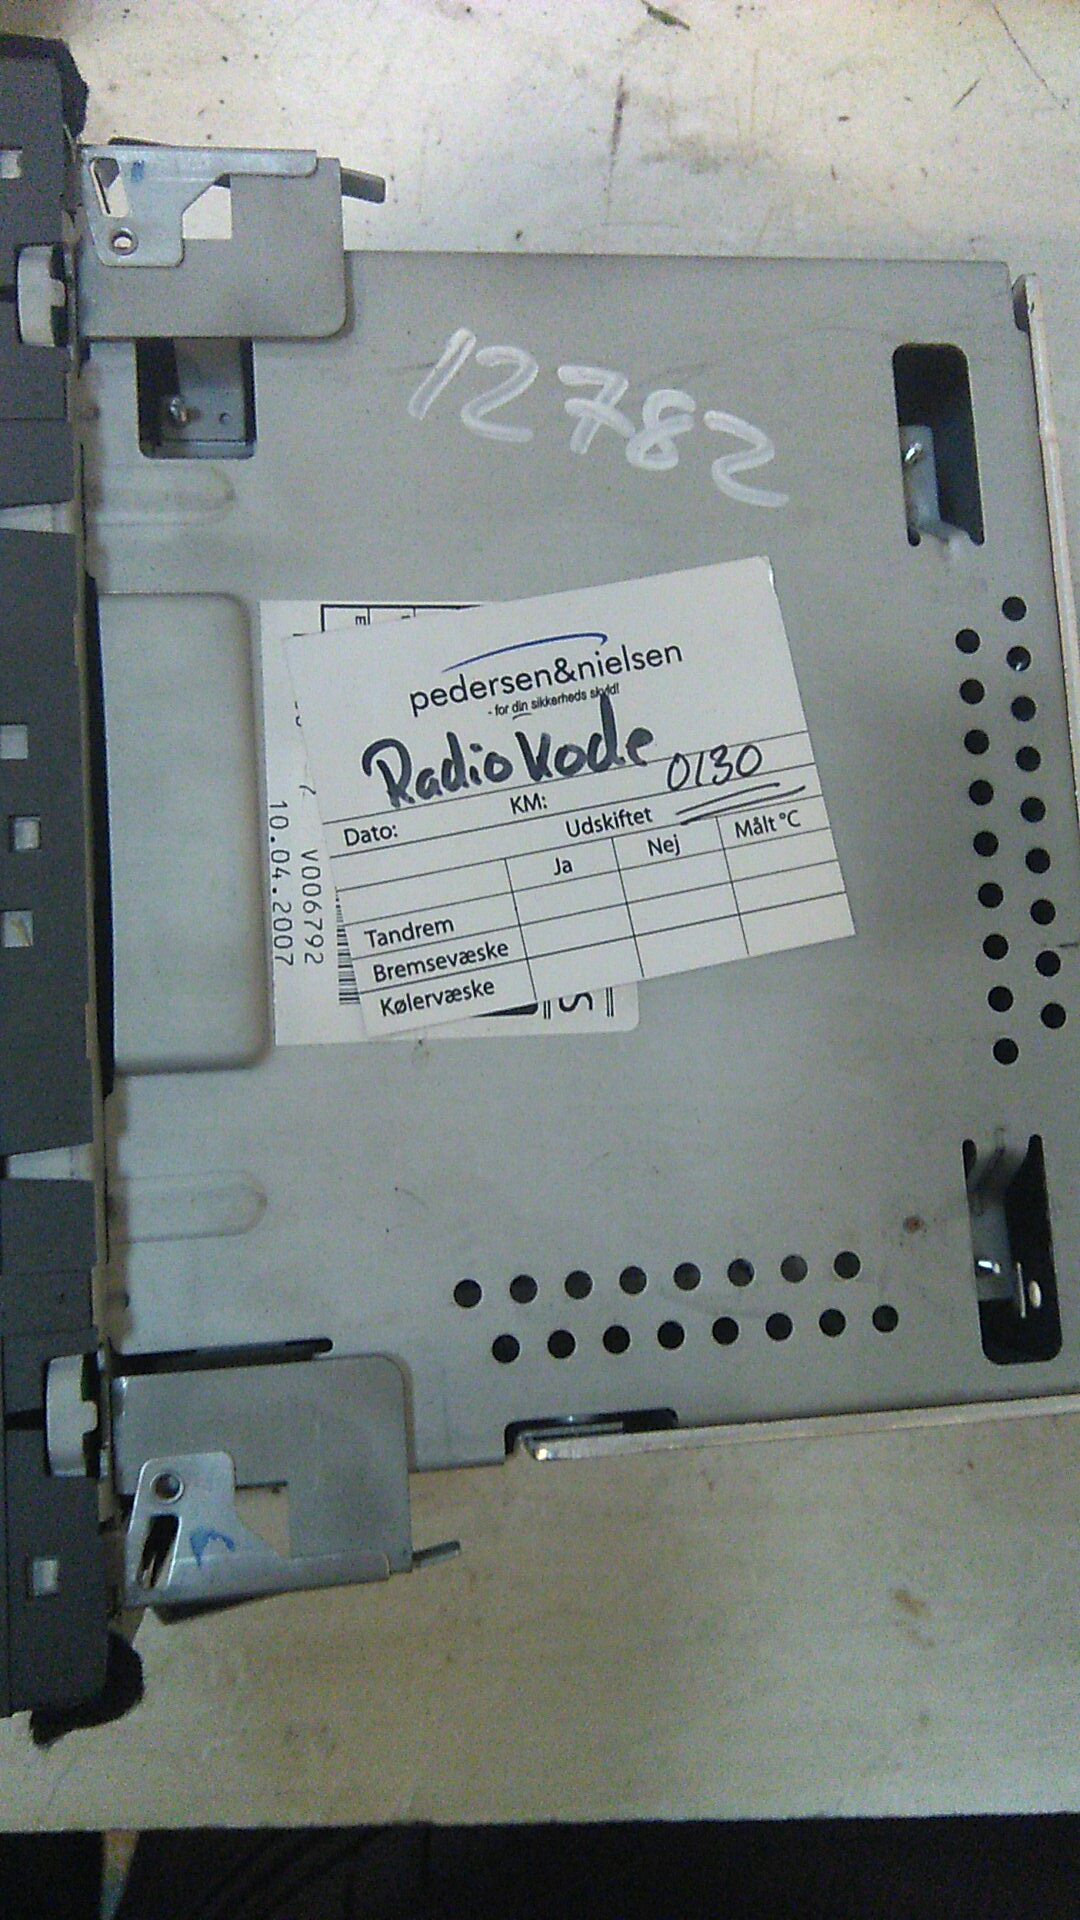 12782
pedersen&nielsen
- for din sikkerheds skyld!
Radio Kode
0130
Dato:
KM:
Udskiftet
Ja
Nej
Målt °C
Tandrem
Bremsevæske
Kølervæske
V006792
10.04.2007